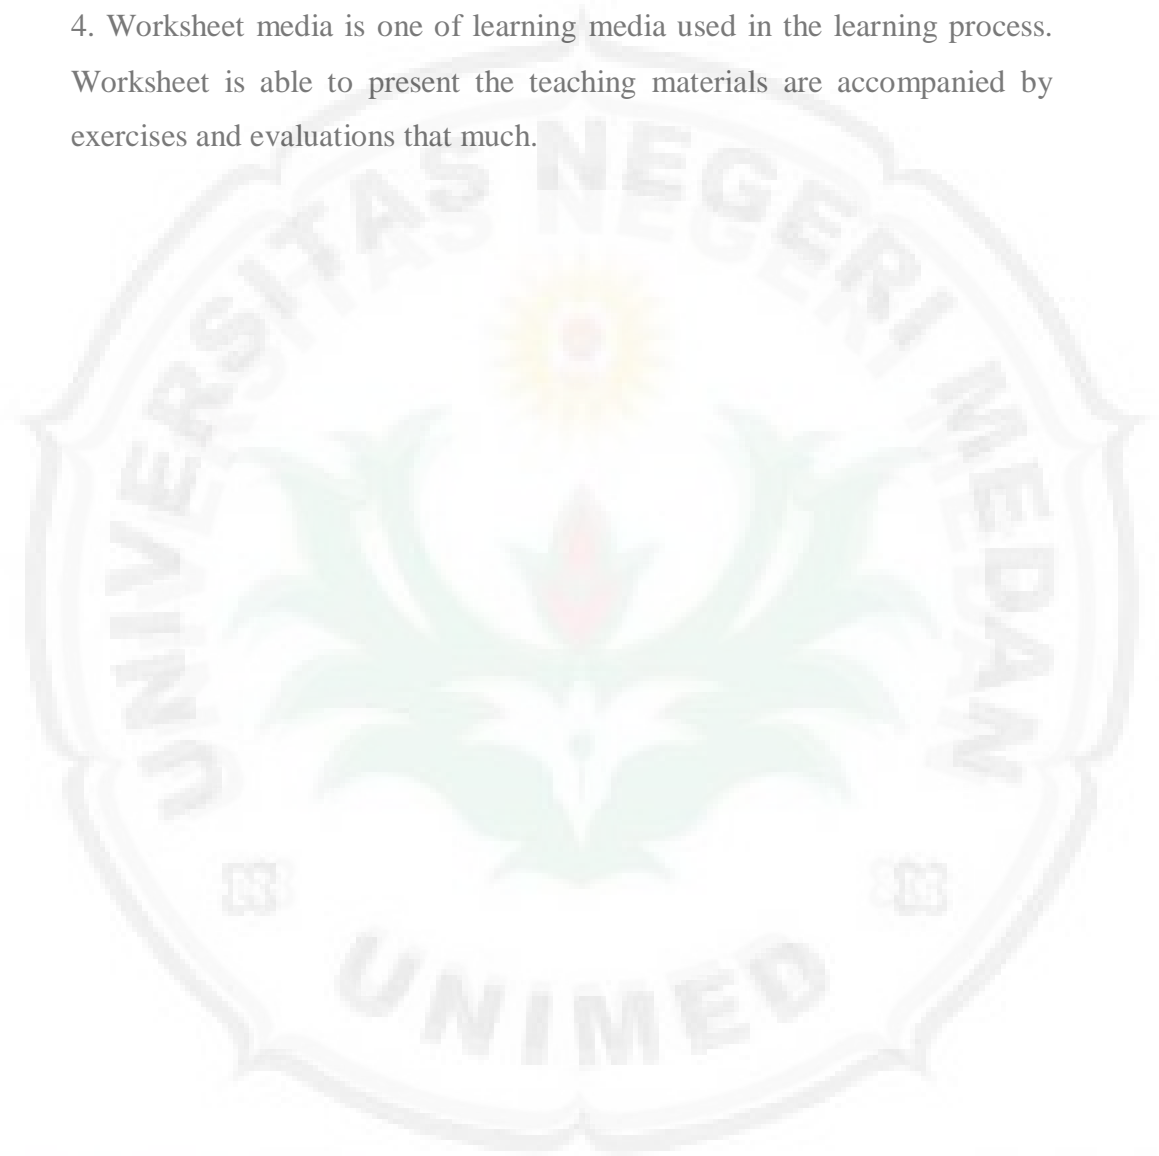 4. Worksheet media is one of learning media used in the learning process.
Worksheet is able to present the teaching materials are accompanied by
exercises and evaluations that much.
UNIVERSITAS NEGERI MEDAN
UNIMED